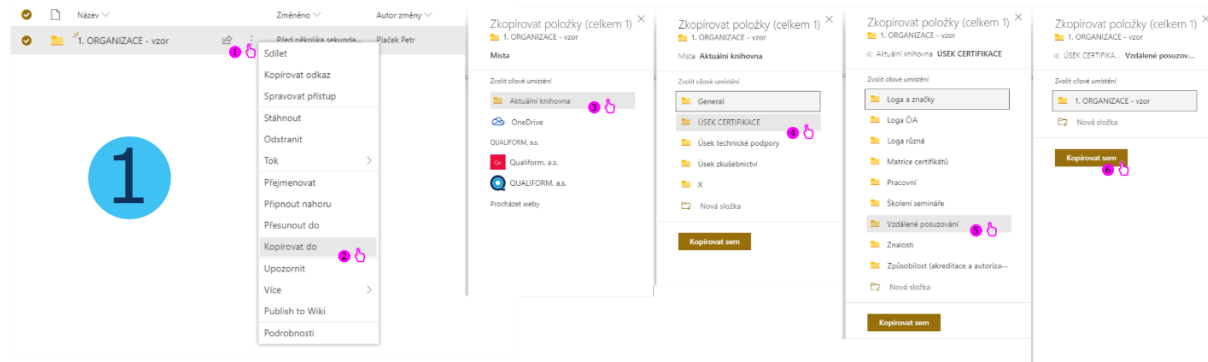 Název
Změněno
Autor změny
1. ORGANIZACE - vzor
Před několika sekunda...
Plaček Petr
1
1
Sdílet
Kopírovat odkaz
Spravovat přístup
Stáhnout
Odstranit
Tok
Přejmenovat
Připnout nahoru
Přesunout do
Kopírovat do
2
Upozornit
Více
Publish to Wiki
Podrobnosti
Zkopírovat položky (celkem 1)
1. ORGANIZACE - vzor
Místa
Zvolit cílové umístění
Aktuální knihovna
3
OneDrive
QUALIFORM, a.s.
Qualiform, a.s.
QUALIFORM, a.s.
Procházet weby
Zkopírovat položky (celkem 1)
1. ORGANIZACE - vzor
Místa Aktuální knihovna
Zvolit cílové umístění
General
ÚSEK CERTIFIKACE
4
Úsek technické podpory
Úsek zkušebnictví
X
Nová složka
Kopírovat sem
Zkopírovat položky (celkem 1)
1. ORGANIZACE - vzor
Aktuální knihovna ÚSEK CERTIFIKACE
Zvolit cílové umístění
Loga a značky
Loga ČIA
Loga různá
Matrice certifikátů
Pracovní
Školení semináře
Vzdálené posuzování
5
Znalosti
Způsobilost (akreditace a autoriza...
Nová složka
Kopírovat sem
Zkopírovat položky (celkem 1)
1. ORGANIZACE - vzor
ÚSEK CERTIFIKA... Vzdálené posuzov...
Zvolit cílové umístění
1. ORGANIZACE - vzor
Nová složka
Kopírovat sem
6